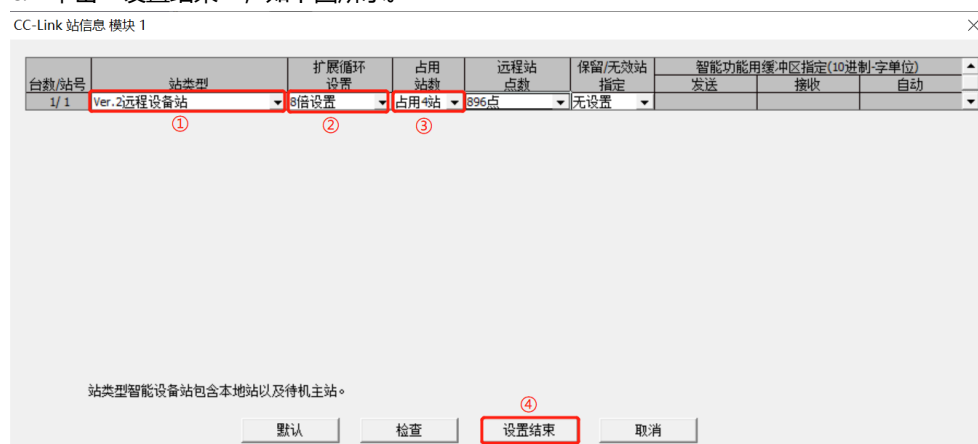 CC-Link 站信息 模块 1
台数/站号 站类型 扩展循环设置 占用站数 远程站点数 保留/无效站指定 智能功能用缓冲区指定(10进制-字单位)
发送 接收 自动
1/ 1 Ver.2远程设备站 8倍设置 占用4站 896点 无设置
① ② ③
站类型智能设备站包含本地站以及待机主站。
④
默认 检查 设置结束 取消